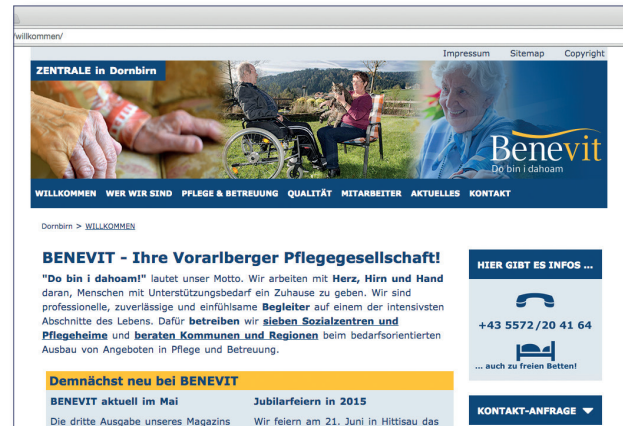 /willkommen/
Impressum Sitemap Copyright
ZENTRALE in Dornbirn
Benevit
Do bin i dahoam
WILLKOMMEN WER WIR SIND PFLEGE & BETREUUNG QUALITÄT MITARBEITER AKTUELLES KONTAKT
Dornbirn > WILLKOMMEN
BENEVIT - Ihre Vorarlberger Pflegegesellschaft!
"Do bin i dahoam!" lautet unser Motto. Wir arbeiten mit Herz, Hirn und Hand
daran, Menschen mit Unterstützungsbedarf ein Zuhause zu geben. Wir sind
professionelle, zuverlässige und einfühlsame Begleiter auf einem der intensivsten
Abschnitte des Lebens. Dafür betreiben wir sieben Sozialzentren und
Pflegeheime und beraten Kommunen und Regionen beim bedarfsorientierten
Ausbau von Angeboten in Pflege und Betreuung.
Demnächst neu bei BENEVIT
BENEVIT aktuell im Mai
Die dritte Ausgabe unseres Magazins
Jubilarfeiern in 2015
Wir feiern am 21. Juni in Hittisau das
HIER GIBT ES INFOS ...
+43 5572/20 41 64
... auch zu freien Betten!
KONTAKT-ANFRAGE